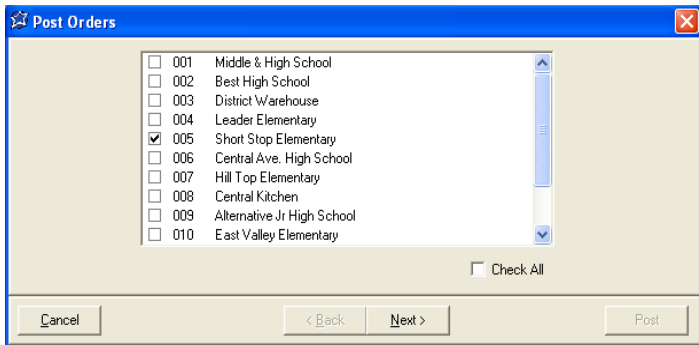 Post Orders
001 Middle & High School
002 Best High School
003 District Warehouse
004 Leader Elementary
005 Short Stop Elementary
006 Central Ave. High School
007 Hill Top Elementary
008 Central Kitchen
009 Alternative Jr High School
010 East Valley Elementary
Check All
Cancel < Back Next > Post